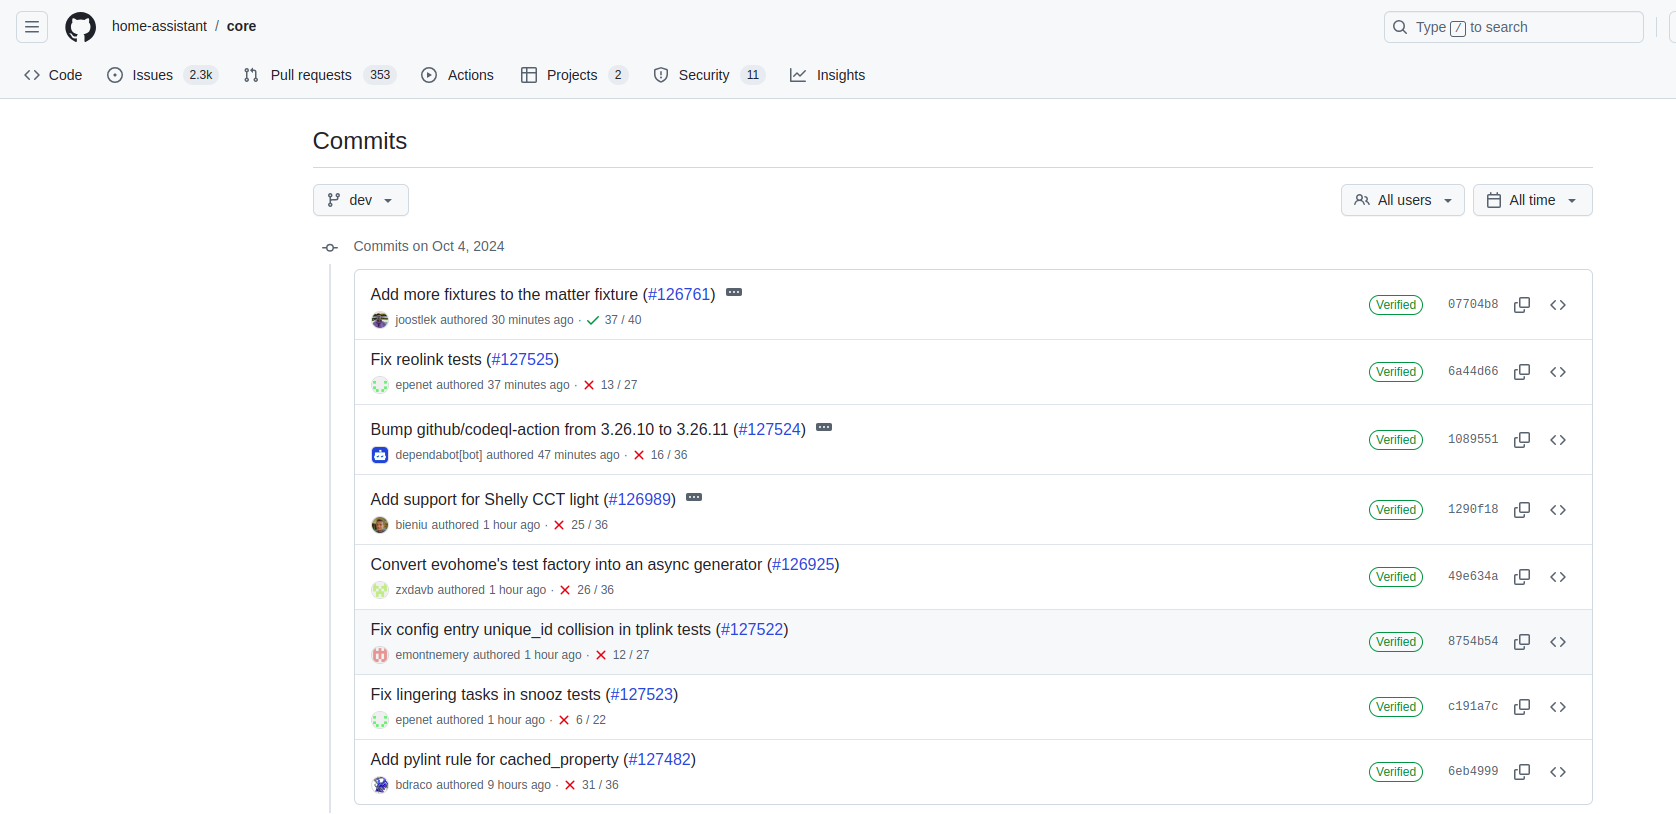 home-assistant / core
Type / to search
Code
Issues 2.3k
Pull requests 353
Actions
Projects 2
Security 11
Insights
Commits
dev
All users
All time
Commits on Oct 4, 2024
Add more fixtures to the matter fixture (#126761)
joostlek authored 30 minutes ago · 37 / 40
Verified
07704b8
Fix reolink tests (#127525)
epenet authored 37 minutes ago · 13 / 27
Verified
6a44d66
Bump github/codeql-action from 3.26.10 to 3.26.11 (#127524)
dependabot[bot] authored 47 minutes ago · 16 / 36
Verified
1089551
Add support for Shelly CCT light (#126989)
bieniu authored 1 hour ago · 25 / 36
Verified
1290f18
Convert evohome's test factory into an async generator (#126925)
zxdavb authored 1 hour ago · 26 / 36
Verified
49e634a
Fix config entry unique_id collision in tplink tests (#127522)
emontnemery authored 1 hour ago · 12 / 27
Verified
8754b54
Fix lingering tasks in snooz tests (#127523)
epenet authored 1 hour ago · 6 / 22
Verified
c191a7c
Add pylint rule for cached_property (#127482)
bdraco authored 9 hours ago · 31 / 36
Verified
6eb4999